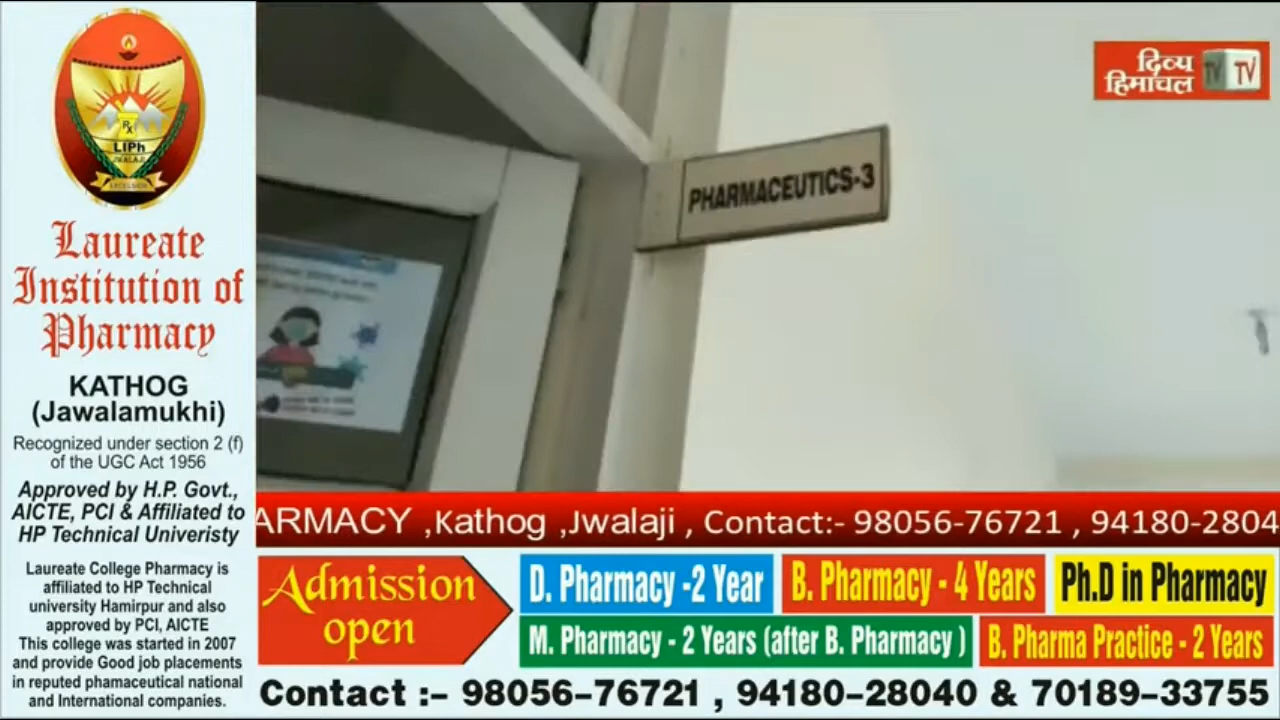 LIPh
JWALAJI
EXCELSIOR
Laureate
Institution of
Pharmacy
KATHOG
(Jawalamukhi)
Recognized under section 2 (f)
of the UGC Act 1956
Approved by H.P. Govt.,
AICTE, PCI & Affiliated to
HP Technical Univeristy
Laureate College Pharmacy is
affiliated to HP Technical
university Hamirpur and also
approved by PCI, AICTE
This college was started in 2007
and provide Good job placements
in reputed phamaceutical national
and International companies.
दिव्य
हिमाचल
TV TV
PHARMACEUTICS-3
ARMACY ,Kathog ,Jwalaji , Contact:- 98056-76721 , 94180-2804
Admission
open
D. Pharmacy -2 Year
B. Pharmacy - 4 Years
Ph.D in Pharmacy
M. Pharmacy - 2 Years (after B. Pharmacy )
B. Pharma Practice - 2 Years
Contact :- 98056-76721 , 94180-28040 & 70189-33755